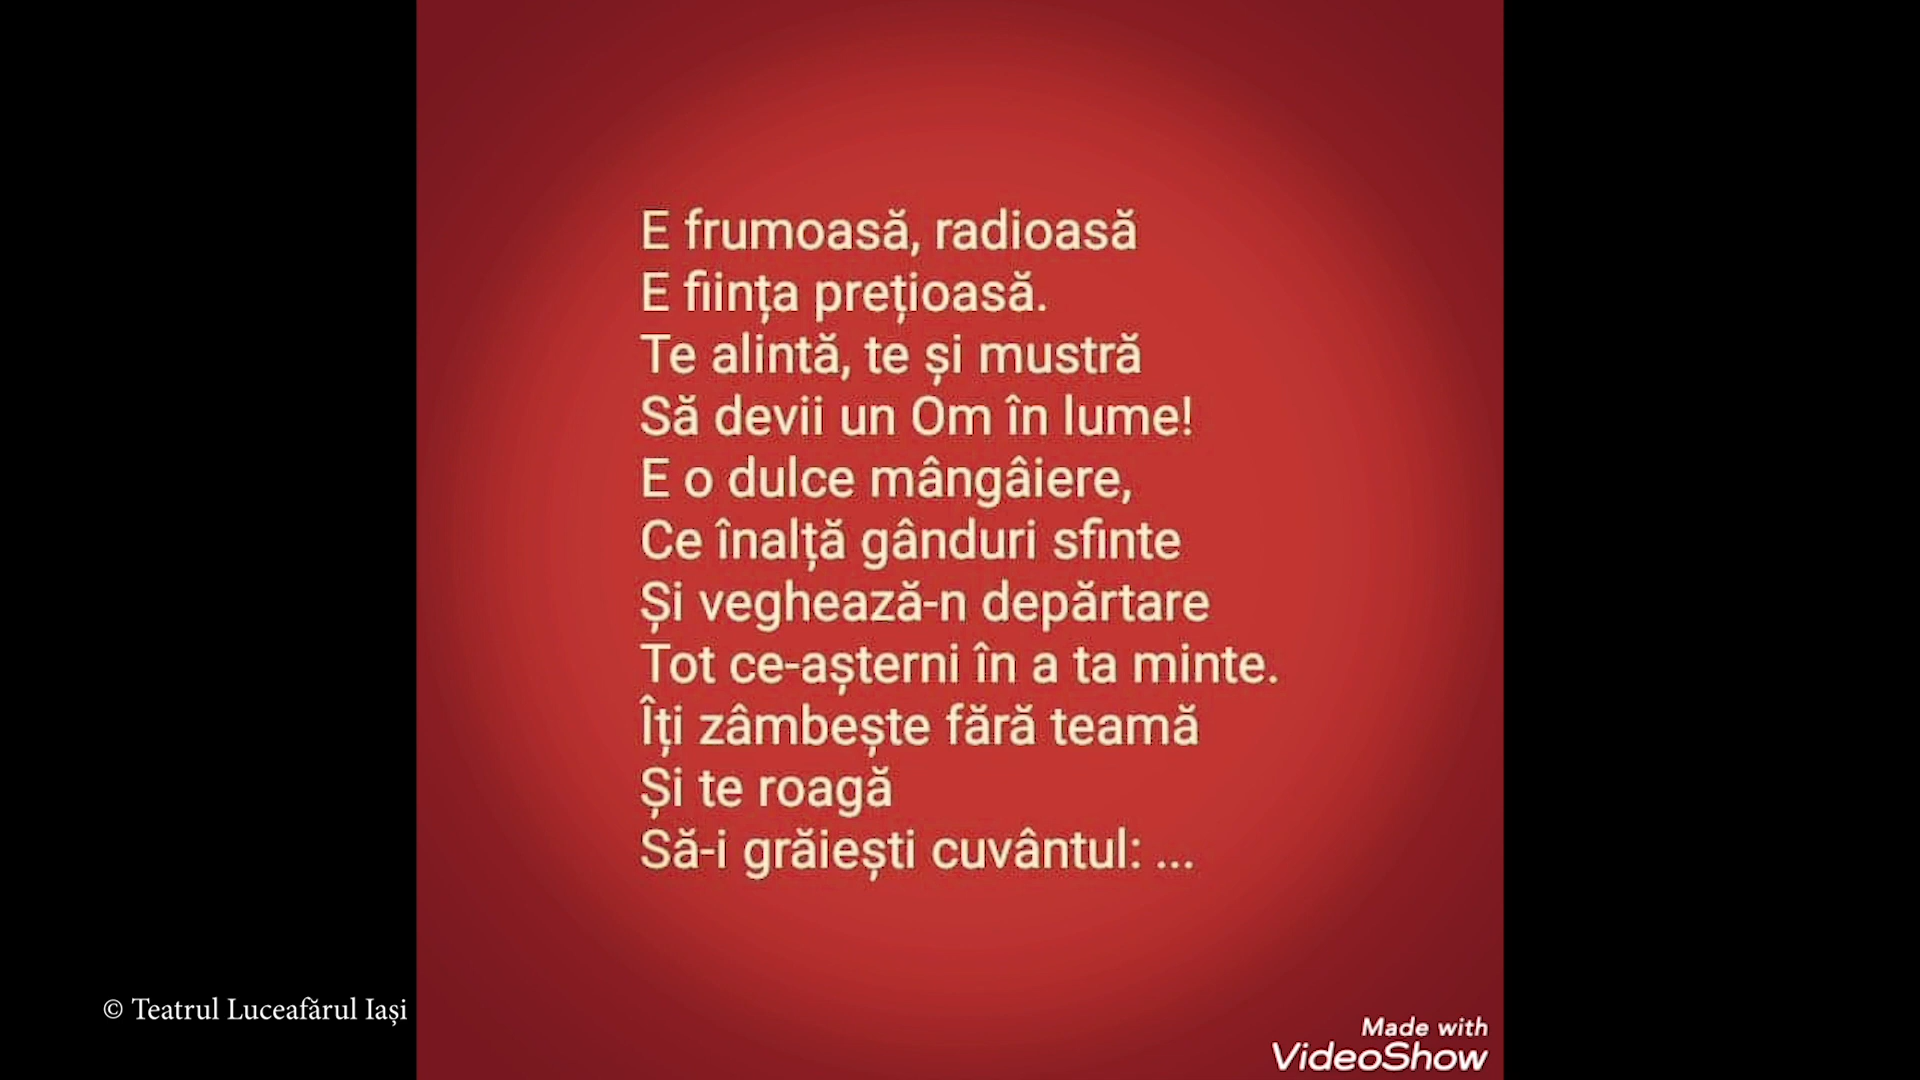 E frumoasă, radioasă
E ființa prețioasă.
Te alintă, te și mustră
Să devii un Om în lume!
E o dulce mângâiere,
Ce înalță gânduri sfinte
Și veghează-n depărtare
Tot ce-așterni în a ta minte.
Îți zâmbește fără teamă
Și te roagă
Să-i grăiești cuvântul: ...
© Teatrul Luceafărul Iași
Made with
VideoShow